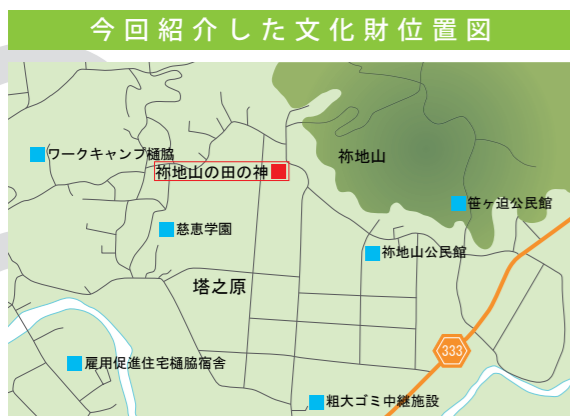 今回紹介した文化財位置図
ワークキャンプ樋脇
祢地山の田の神
祢地山
笹ヶ迫公民館
慈恵学園
祢地山公民館
塔之原
333
雇用促進住宅樋脇宿舎
粗大ゴミ中継施設